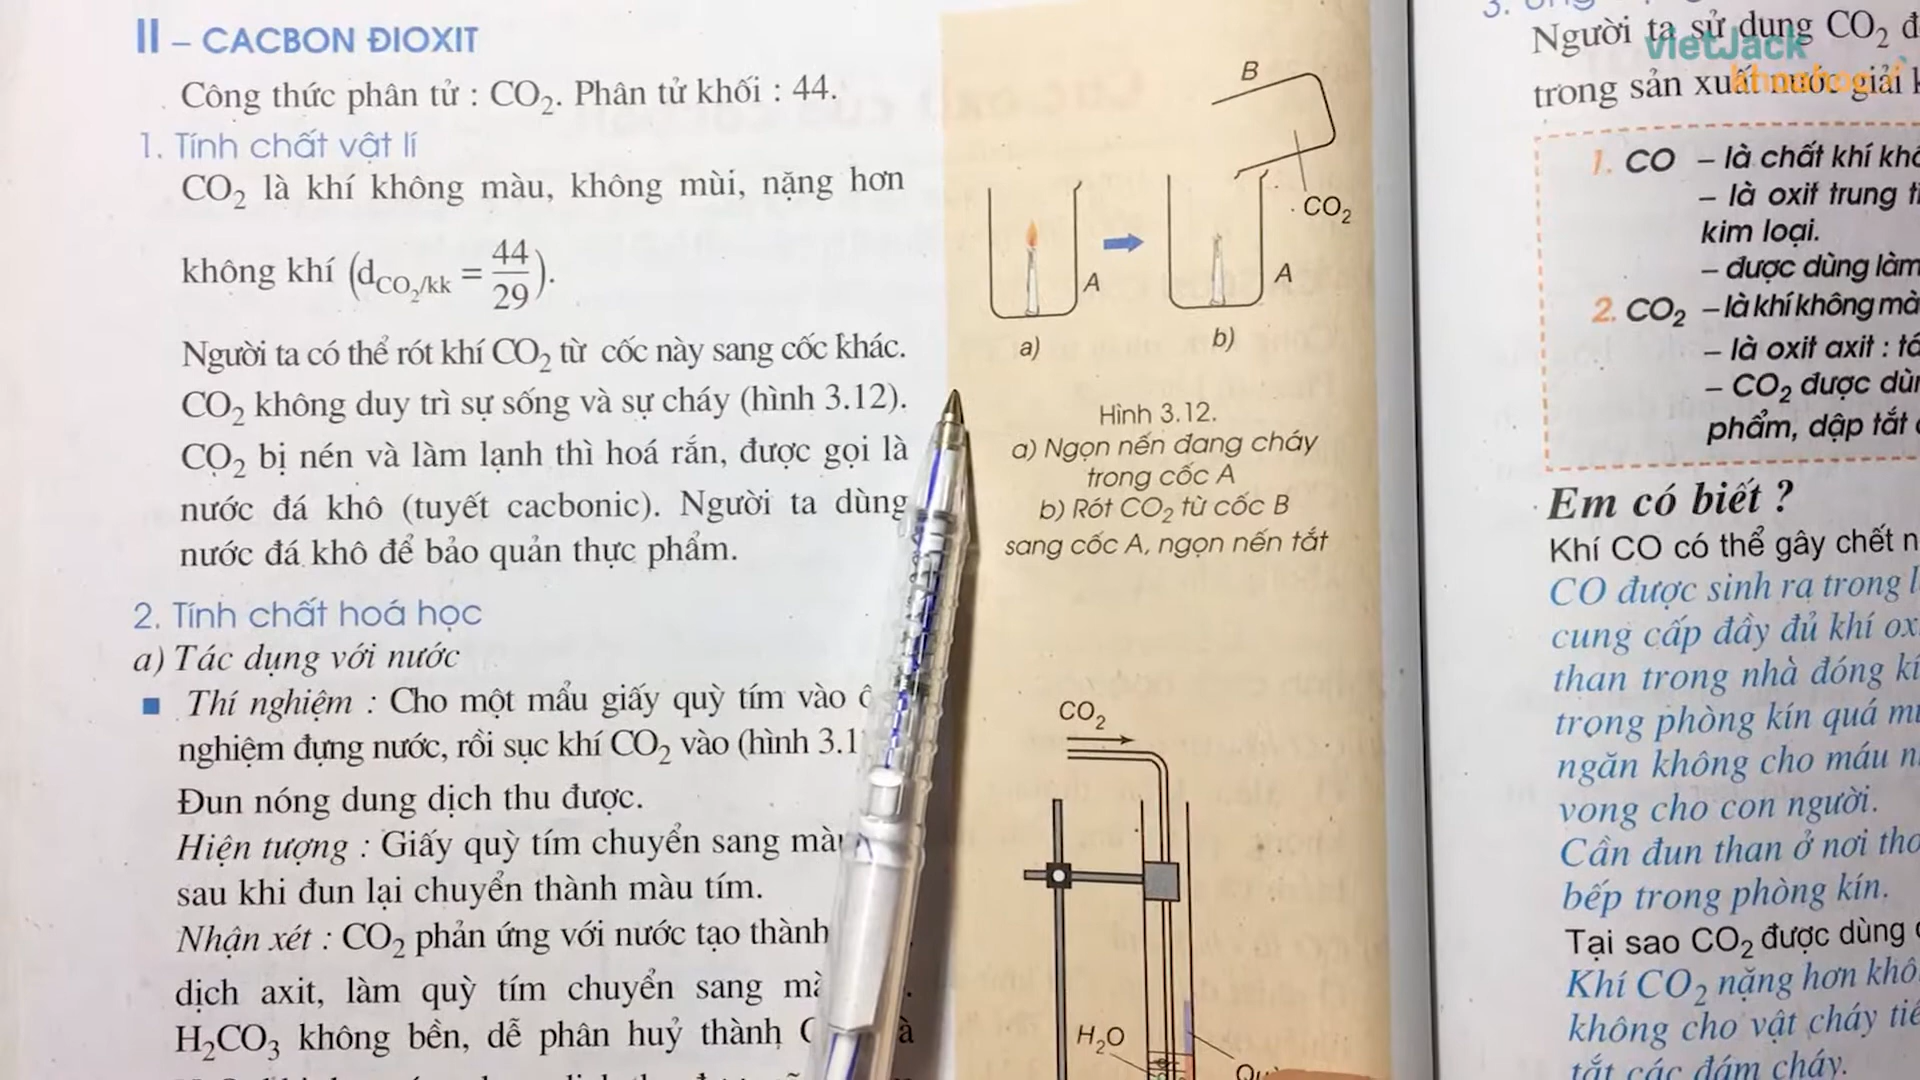 II – CACBON ĐIOXIT
Công thức phân tử : CO₂. Phân tử khối : 44.
1. Tính chất vật lí
CO₂ là khí không màu, không mùi, nặng hơn
không khí (d CO₂/kk = 44/29).
Người ta có thể rót khí CO₂ từ cốc này sang cốc khác.
CO₂ không duy trì sự sống và sự cháy (hình 3.12).
CO₂ bị nén và làm lạnh thì hoá rắn, được gọi là
nước đá khô (tuyết cacbonic). Người ta dùng
nước đá khô để bảo quản thực phẩm.
2. Tính chất hoá học
a) Tác dụng với nước
Thí nghiệm : Cho một mẩu giấy quỳ tím vào
nghiệm đựng nước, rồi sục khí CO₂ vào (hình 3.1
Đun nóng dung dịch thu được.
Hiện tượng : Giấy quỳ tím chuyển sang
sau khi đun lại chuyển thành màu tím.
Nhận xét : CO₂ phản ứng với nước tạo thành
dịch axit, làm quỳ tím chuyển sang
H₂CO₃ không bền, dễ phân huỷ thành
B
CO₂
A
A
a)
b)
Hình 3.12.
a) Ngọn nến đang cháy
trong cốc A
b) Rót CO₂ từ cốc B
sang cốc A, ngọn nến tắt
CO₂
H₂O
Người ta sử dụng CO₂
trong sản xuất nước giải
vietJack
1. CO – là chất khí
– là oxit trung
kim loại.
– được dùng làm
2. CO₂ – là khí không
– là oxit axit :
– CO₂ được
phẩm, dập tắt
Em có biết ?
Khí CO có thể gây chết
CO được sinh ra trong
cung cấp đầy đủ khí
than trong nhà đóng
trong phòng kín quá
ngăn không cho máu
vong cho con người.
Cần đun than ở nơi
bếp trong phòng kín.
Tại sao CO₂ được dùng
Khí CO₂ nặng hơn
không cho vật cháy
tắt các đám cháy.